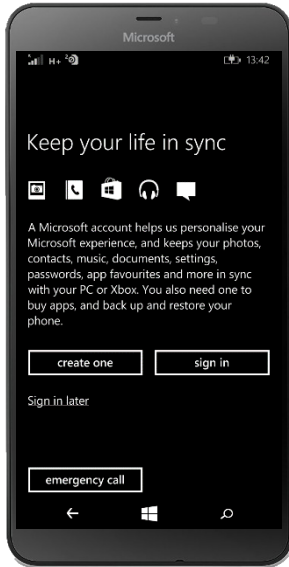 Microsoft
H+ 13:42
Keep your life in sync
A Microsoft account helps us personalise your
Microsoft experience, and keeps your photos,
contacts, music, documents, settings,
passwords, app favourites and more in sync
with your PC or Xbox. You also need one to
buy apps, and back up and restore your
phone.
create one sign in
Sign in later
emergency call